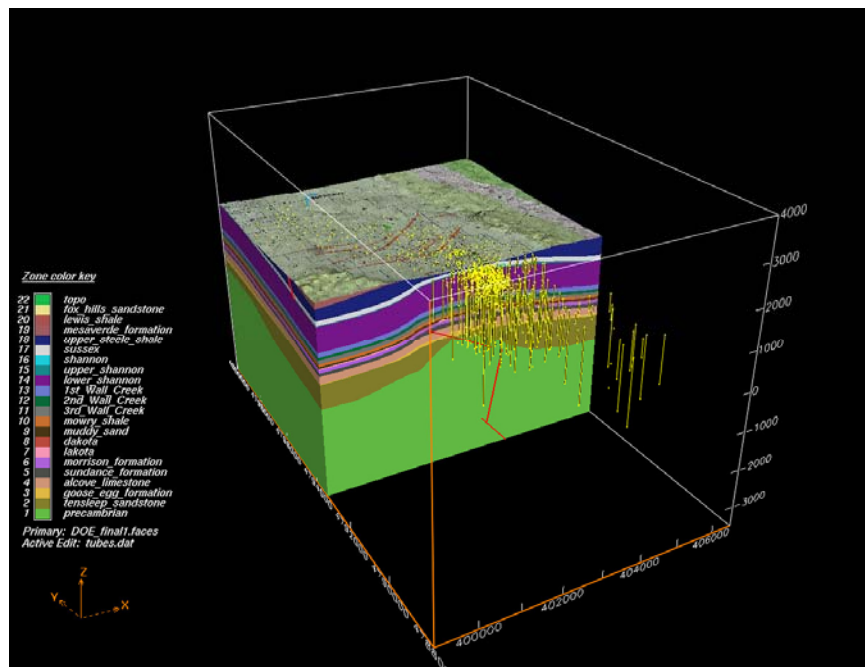 Zone color key
22 topo
21 fox_hills_sandstone
20 lewis_shale
19 mesaverde_formation
18 upper_steele_shale
17 sussex
16 shannon
15 upper_shannon
14 lower_shannon
13 1st_Wall_Creek
12 2nd_Wall_Creek
11 3rd_Wall_Creek
10 mowry_shale
9 muddy_sand
8 dakota
7 lakota
6 morrison_formation
5 sundance_formation
4 alcove_limestone
3 goose_egg_formation
2 tensleep_sandstone
1 precambrian
Primary: DOE_final1.faces
Active Edit: tubes.dat
Z
Y
X
4000
3000
2000
1000
0
-1000
-2000
-3000
400000
402000
404000
406000